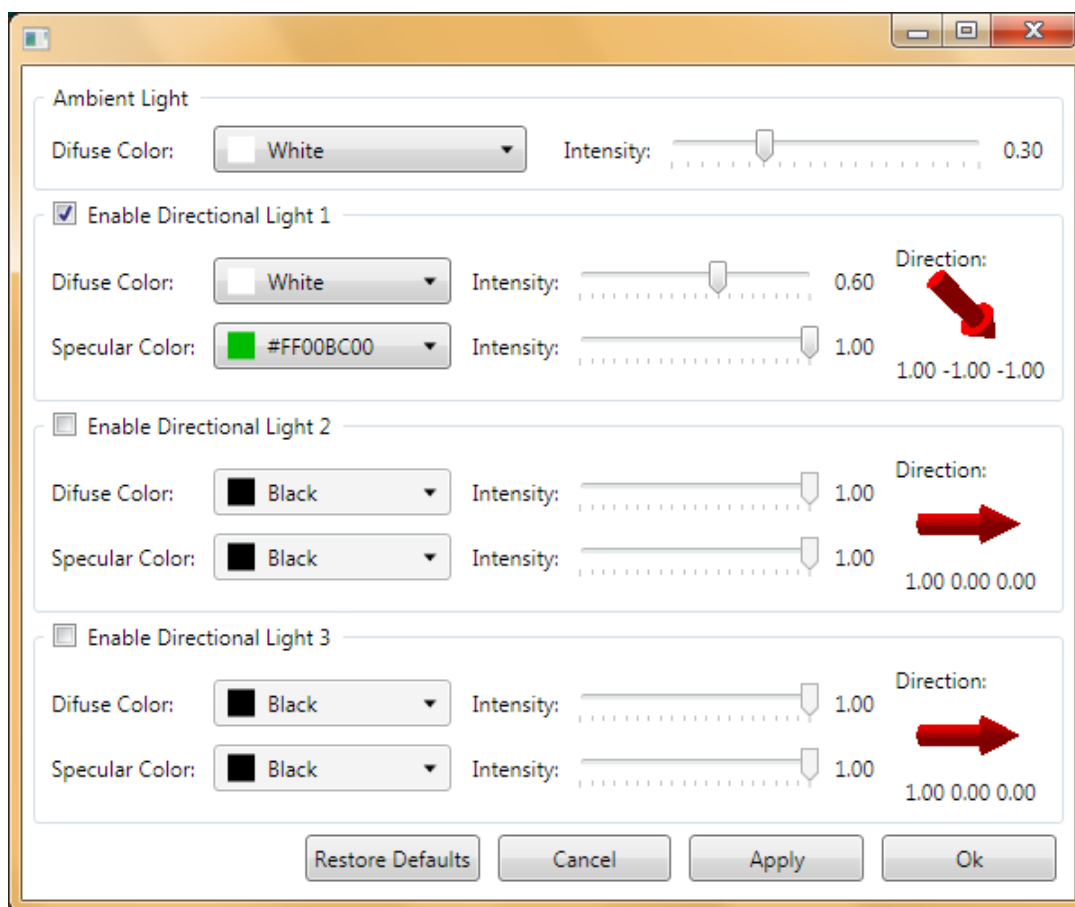 Ambient Light
Difuse Color: White Intensity: 0.30
Enable Directional Light 1
Direction:
Difuse Color: White Intensity: 0.60
Specular Color: #FF00BC00 Intensity: 1.00
1.00 -1.00 -1.00
Enable Directional Light 2
Direction:
Difuse Color: Black Intensity: 1.00
Specular Color: Black Intensity: 1.00
1.00 0.00 0.00
Enable Directional Light 3
Direction:
Difuse Color: Black Intensity: 1.00
Specular Color: Black Intensity: 1.00
1.00 0.00 0.00
Restore Defaults Cancel Apply Ok